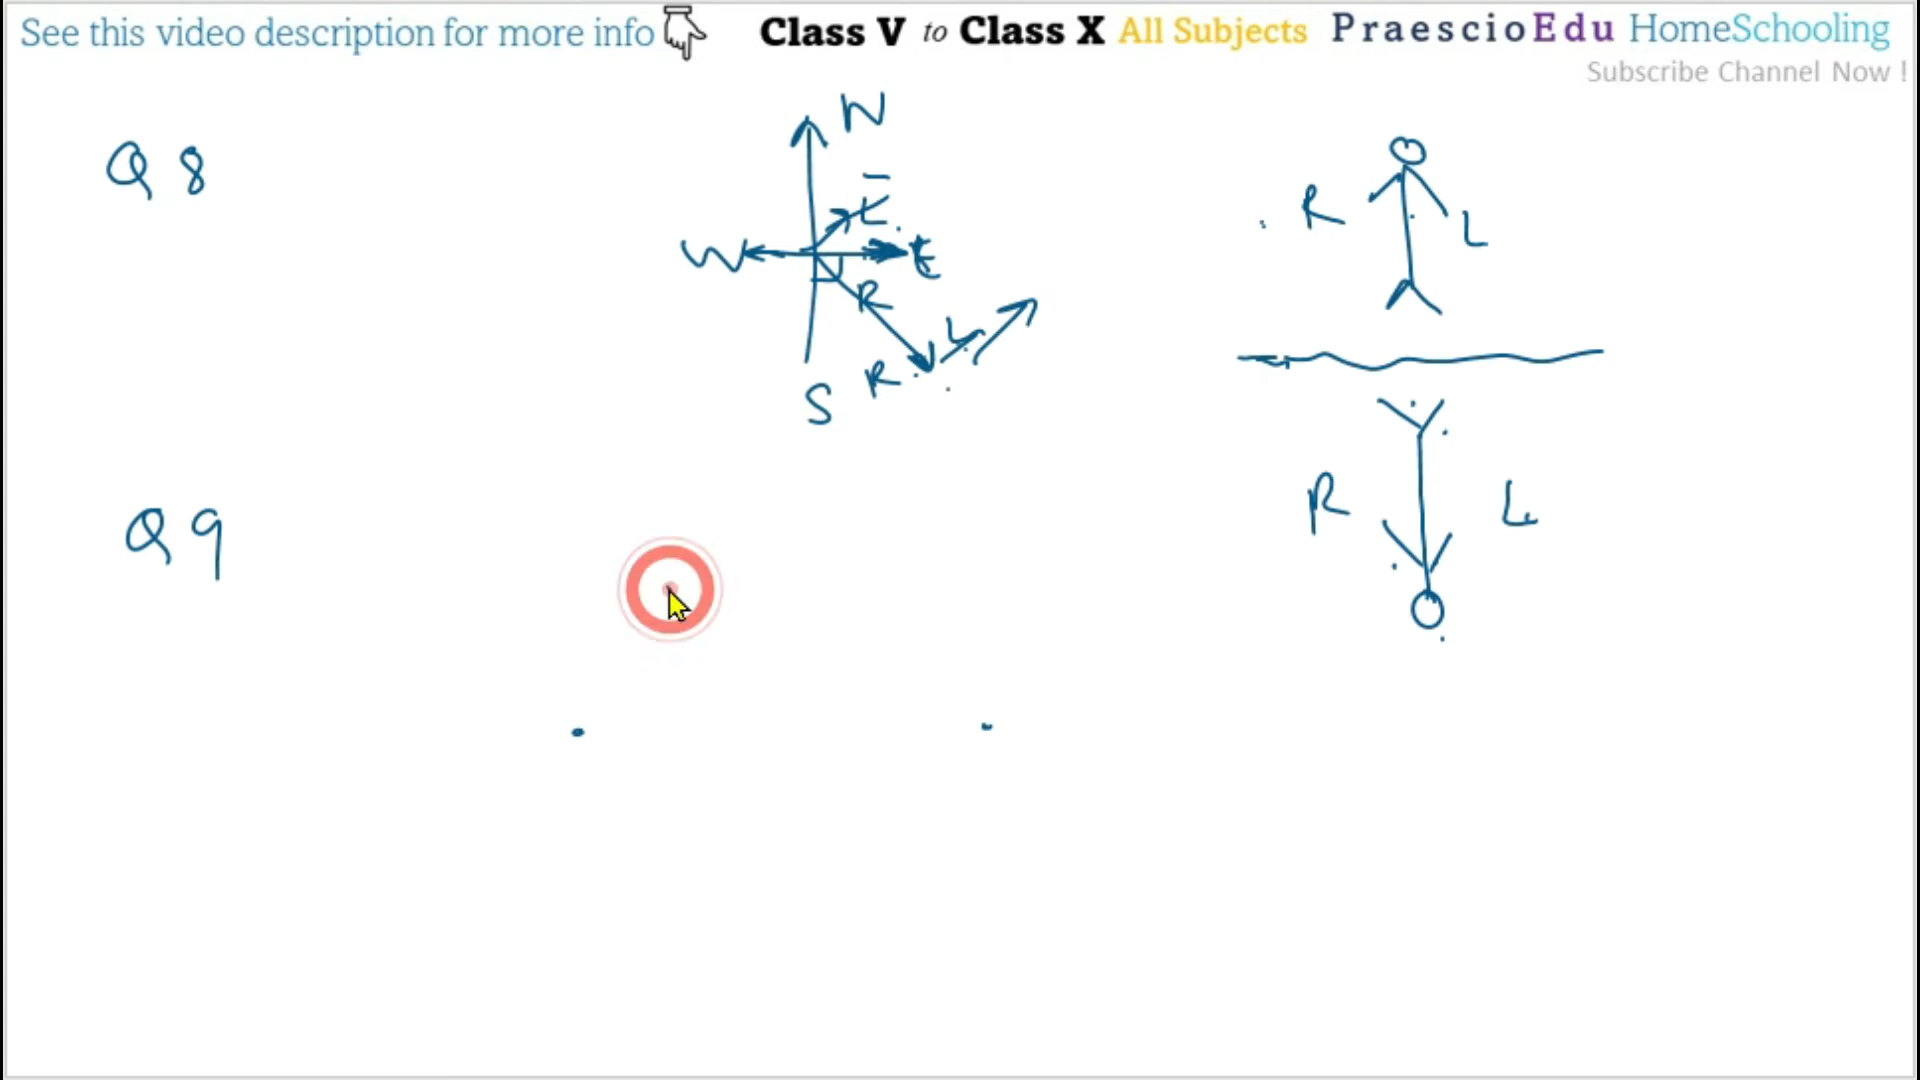 See this video description for more info Class V to Class X All Subjects PraescioEdu HomeSchooling
Subscribe Channel Now !
Q 8
N
E
W
E
R
L
R
S
R
L
Q 9
R
L